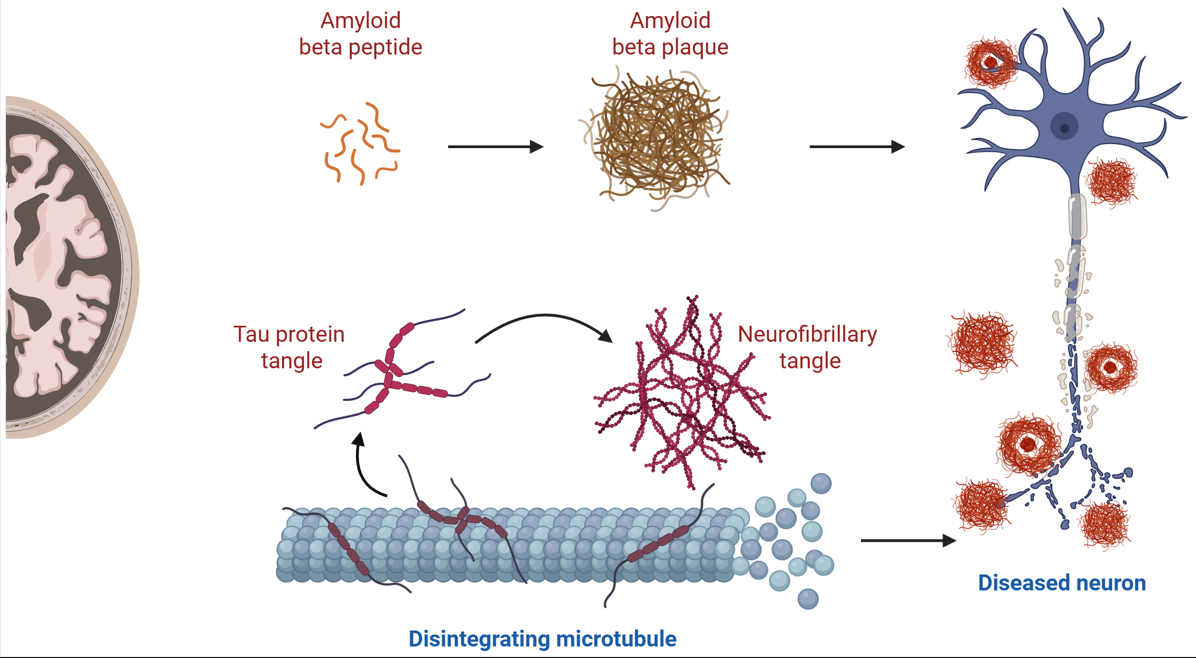 Amyloid
beta peptide
Amyloid
beta plaque
Tau protein
tangle
Neurofibrillary
tangle
Diseased neuron
Disintegrating microtubule